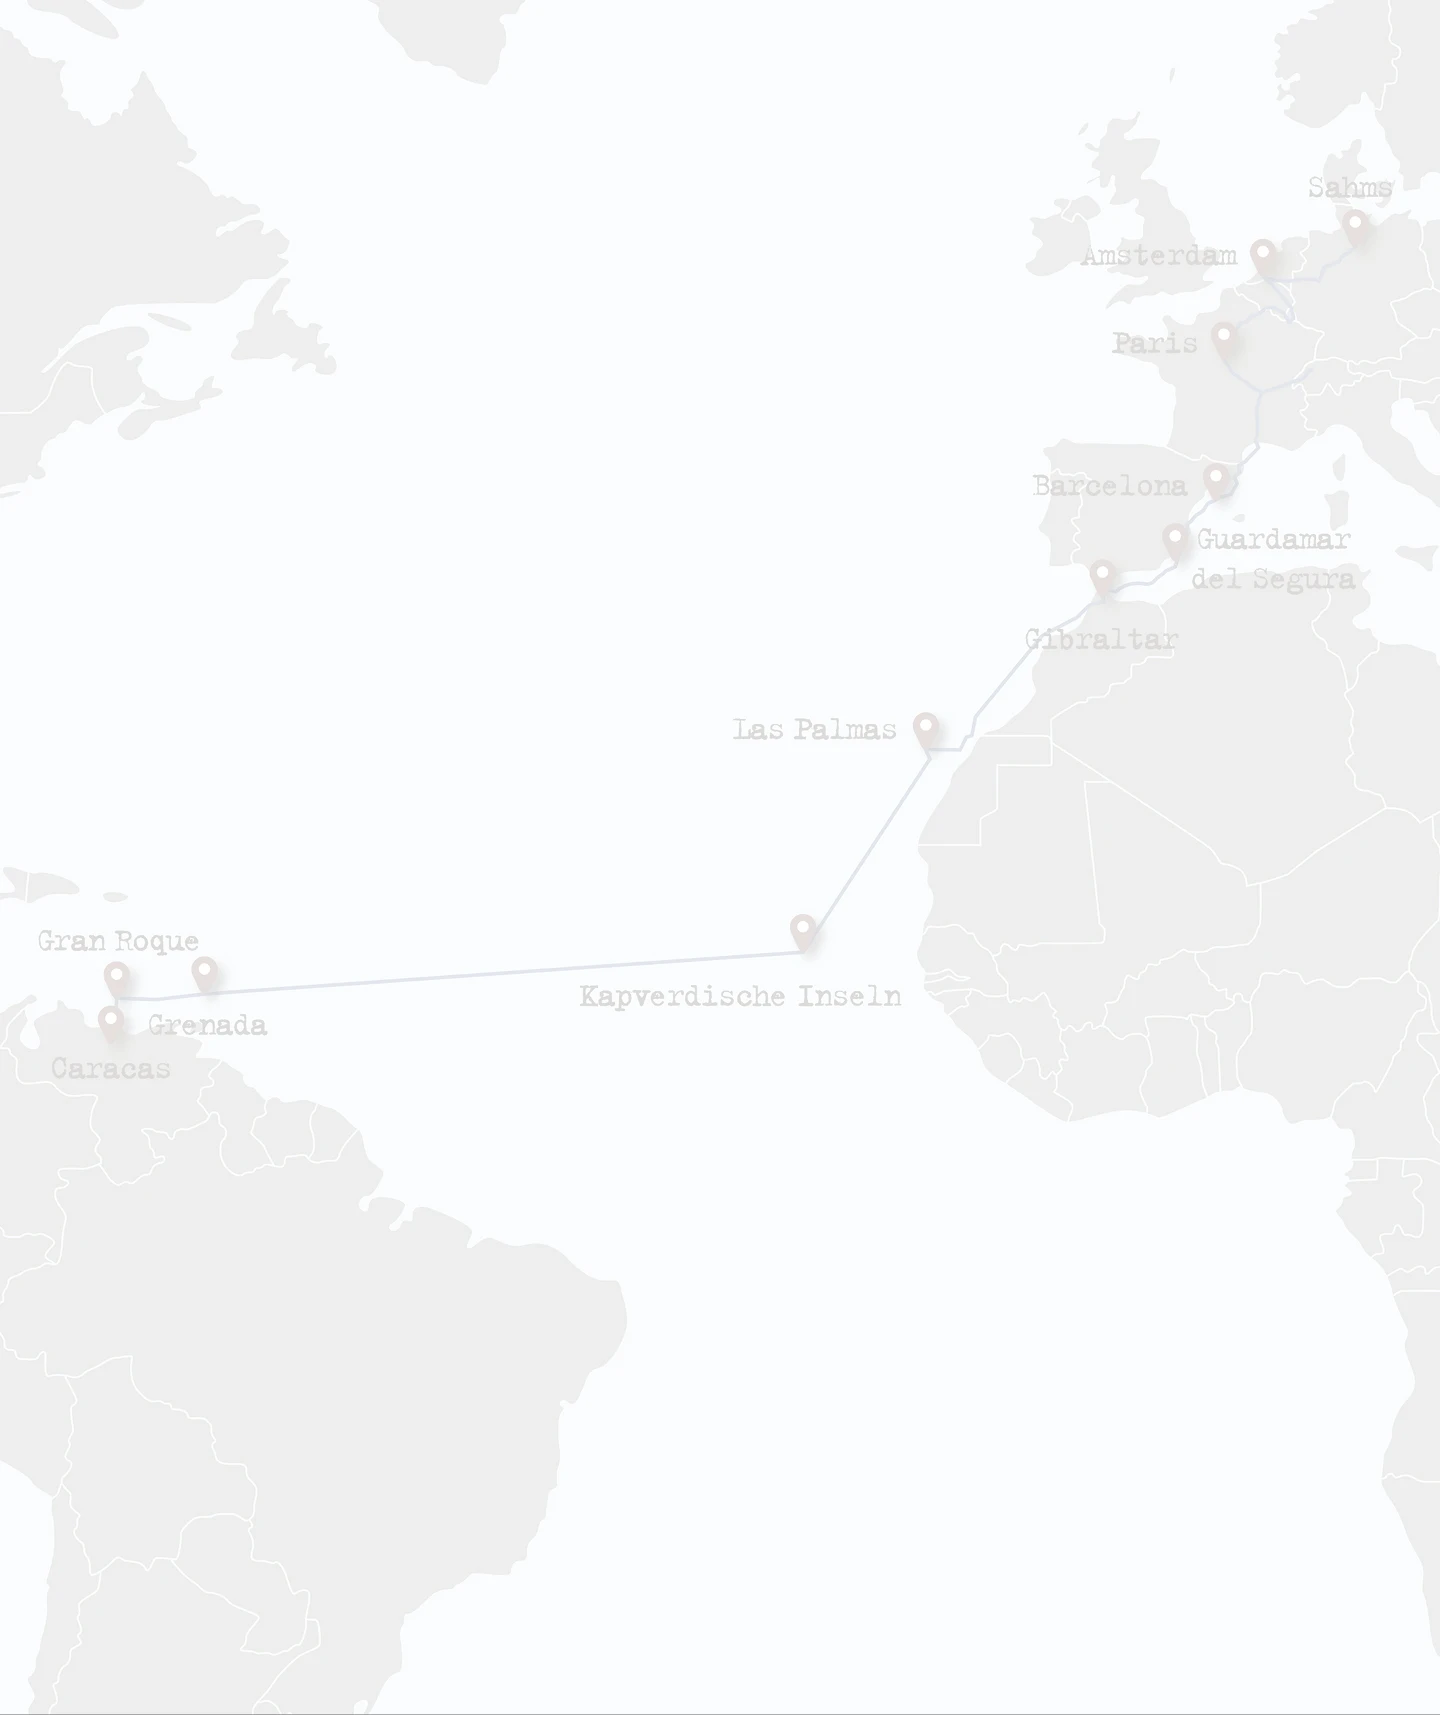 Sahms
Amsterdam
Paris
Barcelona
Guardamar
del Segura
Gibraltar
Las Palmas
Gran Roque
Kapverdische Inseln
Grenada
Caracas